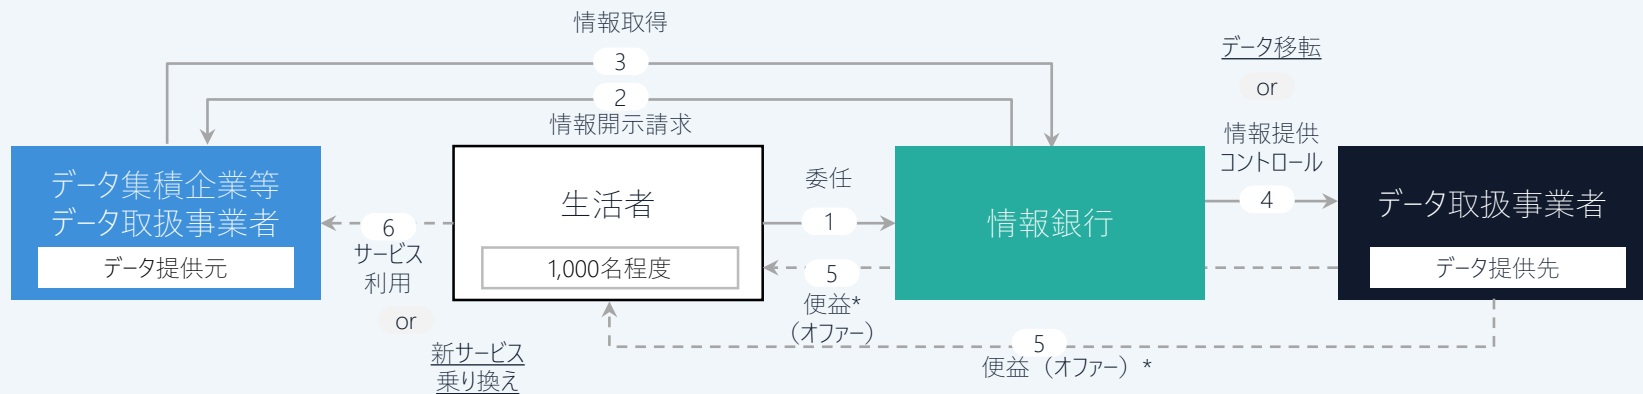 情報取得
3
2
情報開示請求
データ移転
or
情報提供
コントロール
4
データ集積企業等
データ取扱事業者
データ提供元
6
サービス
利用
or
新サービス
乗り換え
生活者
1,000名程度
委任
1
5
便益*
（オファー）
情報銀行
データ取扱事業者
データ提供先
5
便益（オファー）*